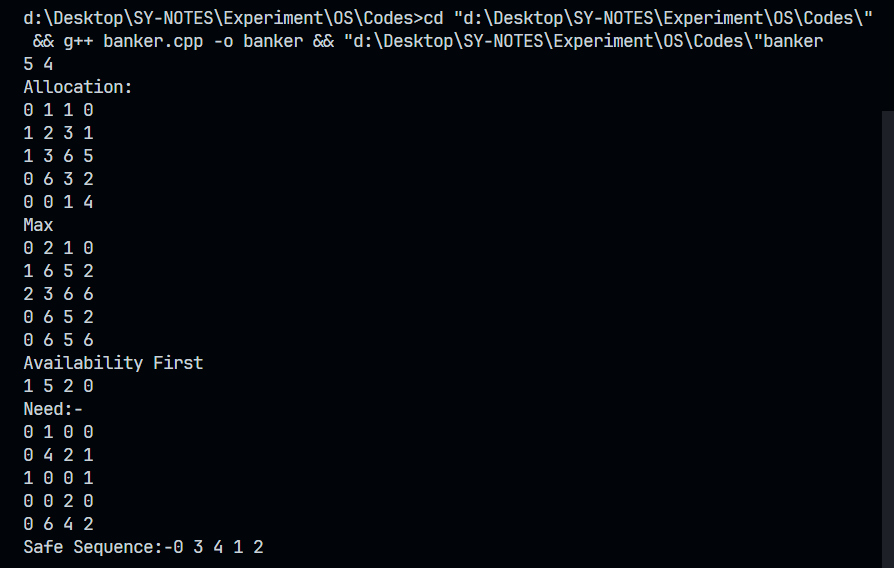 d:\Desktop\SY-NOTES\Experiment\OS\Codes>cd "d:\Desktop\SY-NOTES\Experiment\OS\Codes\"
&& g++ banker.cpp -o banker && "d:\Desktop\SY-NOTES\Experiment\OS\Codes\"banker
5 4
Allocation:
0 1 1 0
1 2 3 1
1 3 6 5
0 6 3 2
0 0 1 4
Max
0 2 1 0
1 6 5 2
2 3 6 6
0 6 5 2
0 6 5 6
Availability First
1 5 2 0
Need:-
0 1 0 0
0 4 2 1
1 0 0 1
0 0 2 0
0 6 4 2
Safe Sequence:-0 3 4 1 2